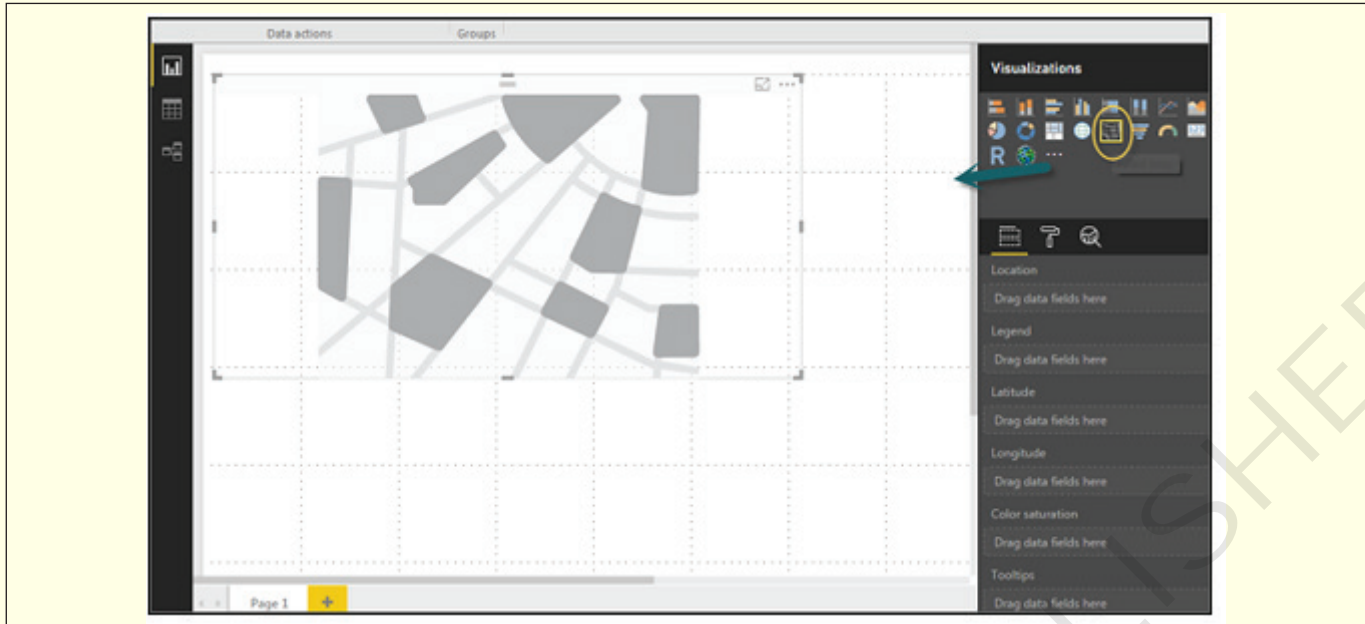 Data actions Groups
Visualizations
R
Location
Drag data fields here
Legend
Drag data fields here
Latitude
Drag data fields here
Longitude
Drag data fields here
Color saturation
Drag data fields here
Tooltips
Drag data fields here
Page 1 +